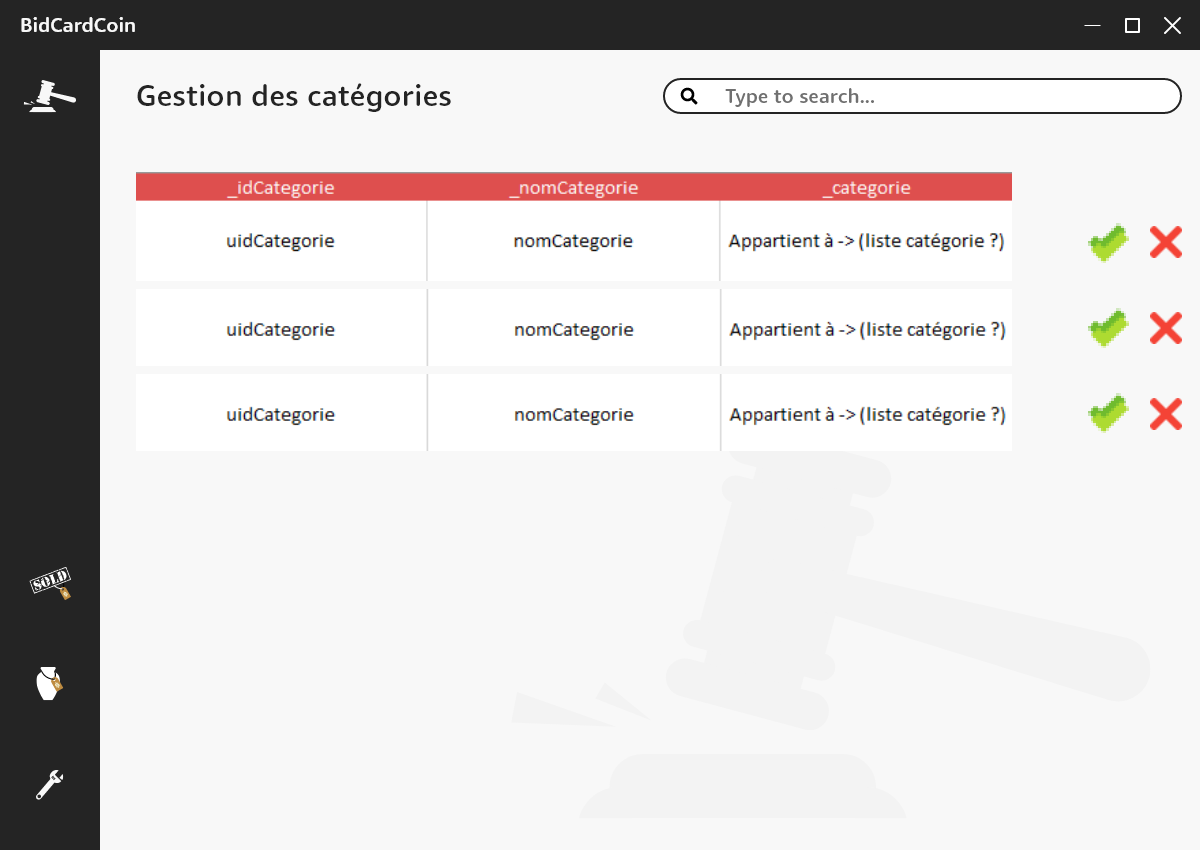 BidCardCoin
Gestion des catégories
Type to search...
_idCategorie _nomCategorie _categorie
uidCategorie nomCategorie Appartient à -> (liste catégorie ?)
uidCategorie nomCategorie Appartient à -> (liste catégorie ?)
uidCategorie nomCategorie Appartient à -> (liste catégorie ?)
SOLD